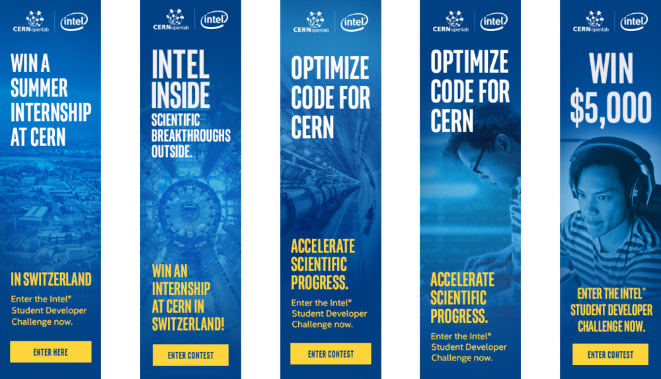 CERN openlab
intel
WIN A
SUMMER
INTERNSHIP
AT CERN
IN SWITZERLAND
Enter the Intel®
Student Developer
Challenge now.
ENTER HERE
CERN openlab
intel
INTEL
INSIDE
SCIENTIFIC
BREAKTHROUGHS
OUTSIDE.
WIN AN
INTERNSHIP
AT CERN IN
SWITZERLAND!
ENTER CONTEST
CERN openlab
intel
OPTIMIZE
CODE FOR
CERN
ACCELERATE
SCIENTIFIC
PROGRESS.
Enter the Intel®
Student Developer
Challenge now.
ENTER CONTEST
CERN openlab
intel
OPTIMIZE
CODE FOR
CERN
ACCELERATE
SCIENTIFIC
PROGRESS.
Enter the Intel®
Student Developer
Challenge now.
CERN openlab
intel
WIN
$5,000
ENTER THE INTEL®
STUDENT DEVELOPER
CHALLENGE NOW.
ENTER CONTEST